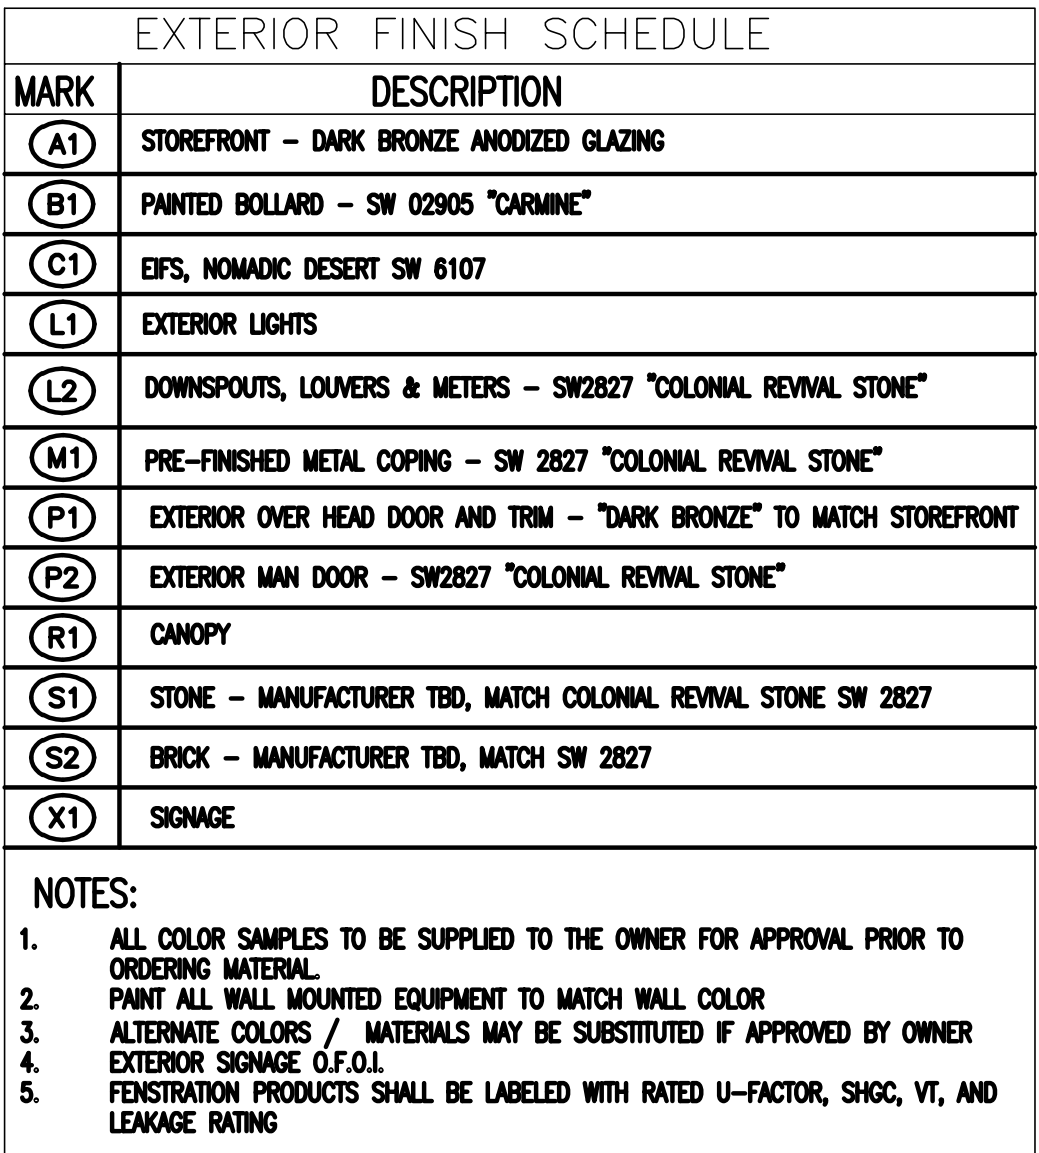 EXTERIOR FINISH SCHEDULE
MARK DESCRIPTION
A1 STOREFRONT – DARK BRONZE ANODIZED GLAZING
B1 PAINTED BOLLARD – SW 02905 "CARMINE"
C1 EIFS, NOMADIC DESERT SW 6107
L1 EXTERIOR LIGHTS
L2 DOWNSPOUTS, LOUVERS & METERS – SW2827 "COLONIAL REVIVAL STONE"
M1 PRE–FINISHED METAL COPING – SW 2827 "COLONIAL REVIVAL STONE"
P1 EXTERIOR OVER HEAD DOOR AND TRIM – "DARK BRONZE" TO MATCH STOREFRONT
P2 EXTERIOR MAN DOOR – SW2827 "COLONIAL REVIVAL STONE"
R1 CANOPY
S1 STONE – MANUFACTURER TBD, MATCH COLONIAL REVIVAL STONE SW 2827
S2 BRICK – MANUFACTURER TBD, MATCH SW 2827
X1 SIGNAGE
NOTES:
1. ALL COLOR SAMPLES TO BE SUPPLIED TO THE OWNER FOR APPROVAL PRIOR TO
ORDERING MATERIAL.
2. PAINT ALL WALL MOUNTED EQUIPMENT TO MATCH WALL COLOR
3. ALTERNATE COLORS / MATERIALS MAY BE SUBSTITUTED IF APPROVED BY OWNER
4. EXTERIOR SIGNAGE O.F.O.I.
5. FENSTRATION PRODUCTS SHALL BE LABELED WITH RATED U–FACTOR, SHGC, VT, AND
LEAKAGE RATING